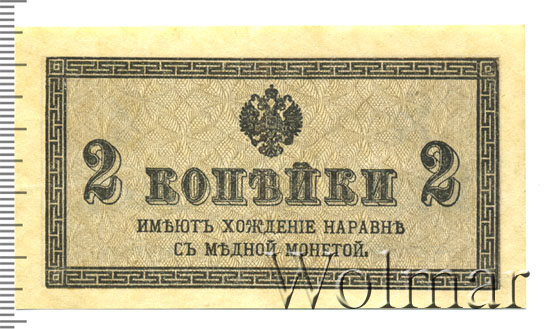 2 КОПѢЙКИ 2
ИМѢЮТЪ ХОЖДЕНІЕ НАРАВНѢ
СЪ МѢДНОЙ МОНЕТОЙ.
Wolmar